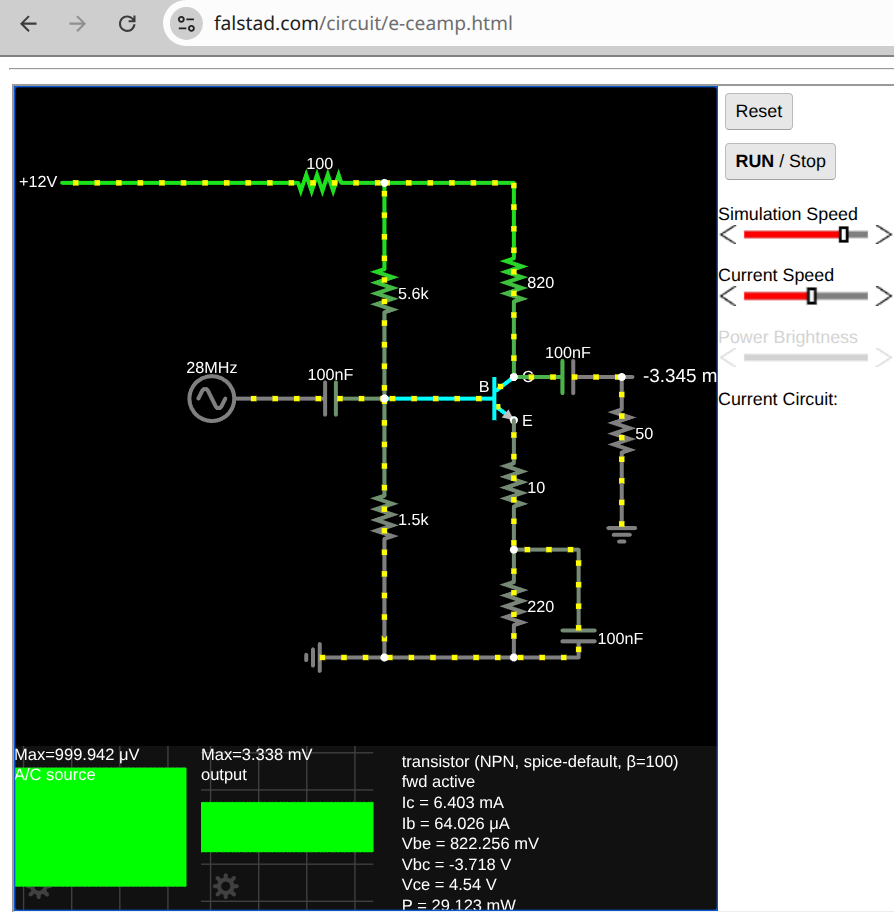 falstad.com/circuit/e-ceamp.html
Reset
RUN / Stop
Simulation Speed
Current Speed
Power Brightness
Current Circuit:
100
+12V
5.6k
820
28MHz
100nF
100nF
B
C
-3.345 m
E
50
10
1.5k
220
100nF
Max=999.942 μV
A/C source
Max=3.338 mV
output
transistor (NPN, spice-default, β=100)
fwd active
Ic = 6.403 mA
Ib = 64.026 μA
Vbe = 822.256 mV
Vbc = -3.718 V
Vce = 4.54 V
P = 29.123 mW